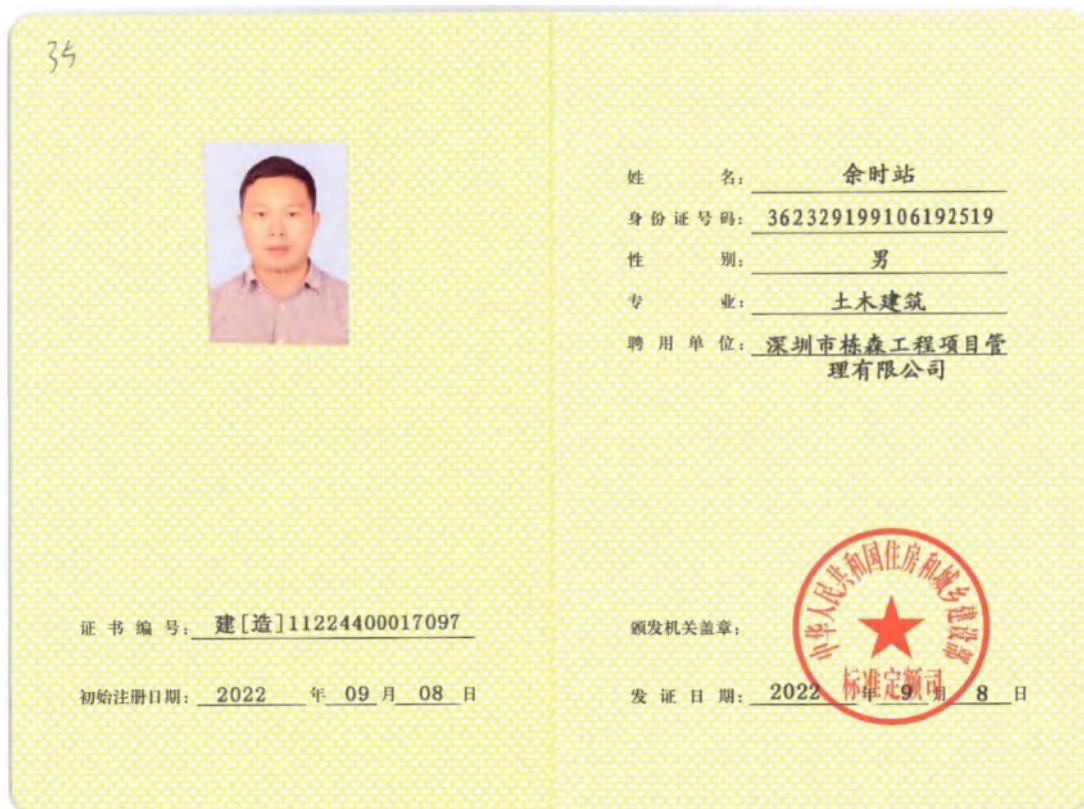 35
姓 名: 余时站
身份证号码: 362329199106192519
性 别: 男
专 业: 土木建筑
聘用单位: 深圳市栋森工程项目管
理有限公司
证书编号: 建[造]11224400017097
初始注册日期: 2022 年 09 月 08 日
颁发机关盖章:
中华人民共和国住房和城乡建设部
标准定额司
发证日期: 2022 年 9 月 8 日